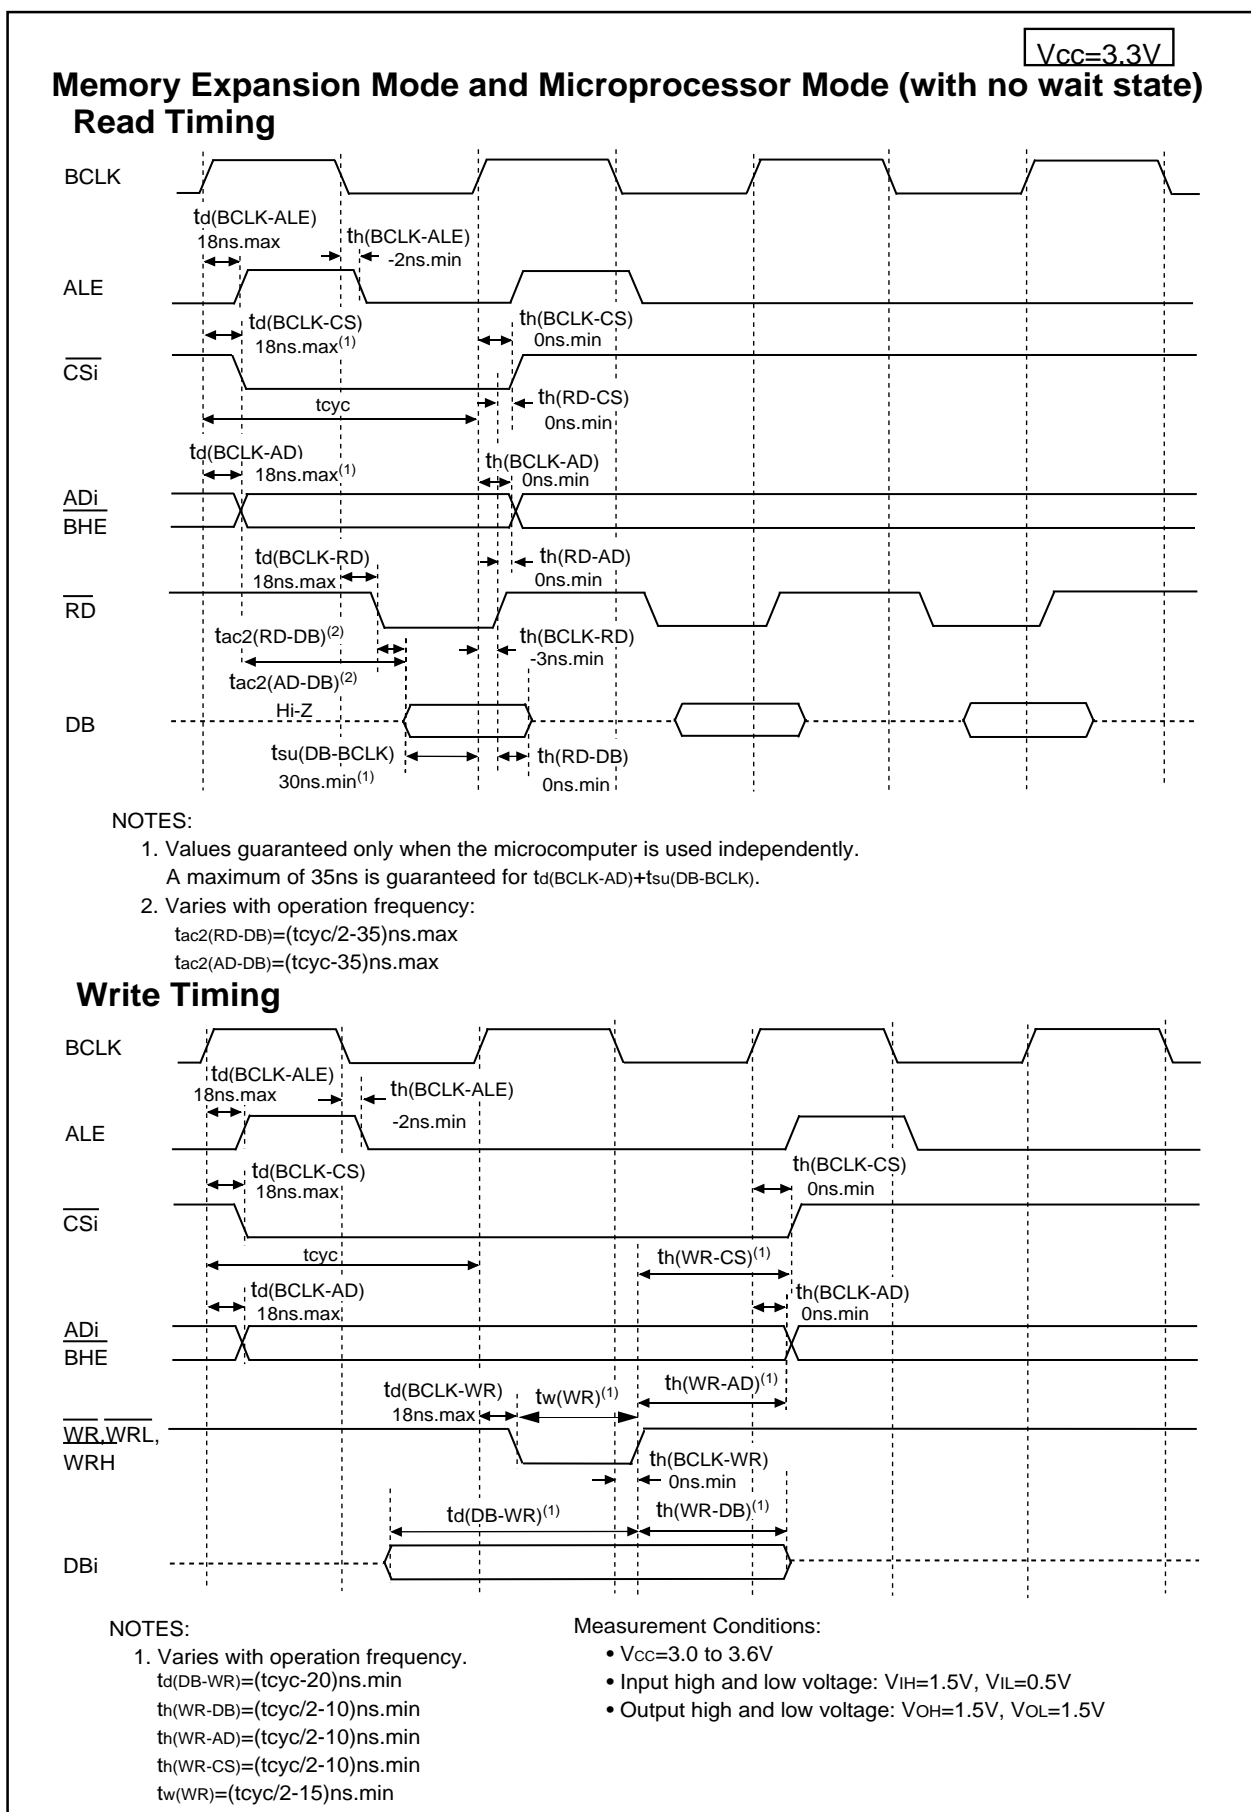 Vcc=3.3V
Memory Expansion Mode and Microprocessor Mode (with no wait state)
Read Timing
BCLK
td(BCLK-ALE)
18ns.max
th(BCLK-ALE)
-2ns.min
ALE
td(BCLK-CS)
18ns.max(1)
th(BCLK-CS)
0ns.min
CSi
tcyc
th(RD-CS)
0ns.min
td(BCLK-AD)
18ns.max(1)
th(BCLK-AD)
0ns.min
ADi
BHE
td(BCLK-RD)
18ns.max
th(RD-AD)
0ns.min
RD
tac2(RD-DB)(2)
th(BCLK-RD)
-3ns.min
tac2(AD-DB)(2)
Hi-Z
DB
tsu(DB-BCLK)
30ns.min(1)
th(RD-DB)
0ns.min
NOTES:
1. Values guaranteed only when the microcomputer is used independently.
A maximum of 35ns is guaranteed for td(BCLK-AD)+tsu(DB-BCLK).
2. Varies with operation frequency:
tac2(RD-DB)=(tcyc/2-35)ns.max
tac2(AD-DB)=(tcyc-35)ns.max
Write Timing
BCLK
td(BCLK-ALE)
18ns.max
th(BCLK-ALE)
-2ns.min
ALE
td(BCLK-CS)
18ns.max
th(BCLK-CS)
0ns.min
CSi
tcyc
th(WR-CS)(1)
td(BCLK-AD)
18ns.max
th(BCLK-AD)
0ns.min
ADi
BHE
td(BCLK-WR)
18ns.max
tw(WR)(1)
th(WR-AD)(1)
WR,WRL,
WRH
th(BCLK-WR)
0ns.min
td(DB-WR)(1)
th(WR-DB)(1)
DBi
NOTES:
1. Varies with operation frequency.
td(DB-WR)=(tcyc-20)ns.min
th(WR-DB)=(tcyc/2-10)ns.min
th(WR-AD)=(tcyc/2-10)ns.min
th(WR-CS)=(tcyc/2-10)ns.min
tw(WR)=(tcyc/2-15)ns.min
Measurement Conditions:
• VCC=3.0 to 3.6V
• Input high and low voltage: VIH=1.5V, VIL=0.5V
• Output high and low voltage: VOH=1.5V, VOL=1.5V